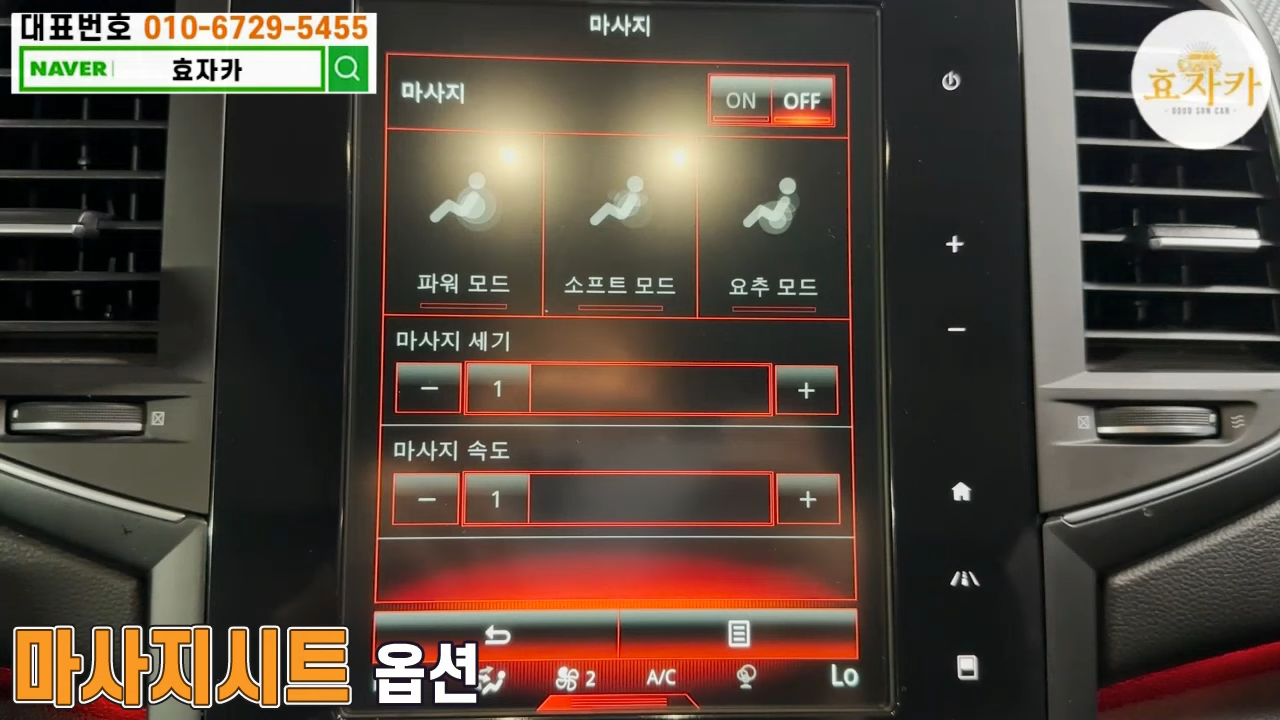 대표번호 010-6729-5455
NAVER 효자카
효자카
- GOOD SON CAR -
마사지
마사지 ON OFF
파워 모드 소프트 모드 요추 모드
마사지 세기
− 1 +
마사지 속도
− 1 +
2 A/C Lo
마사지시트 옵션